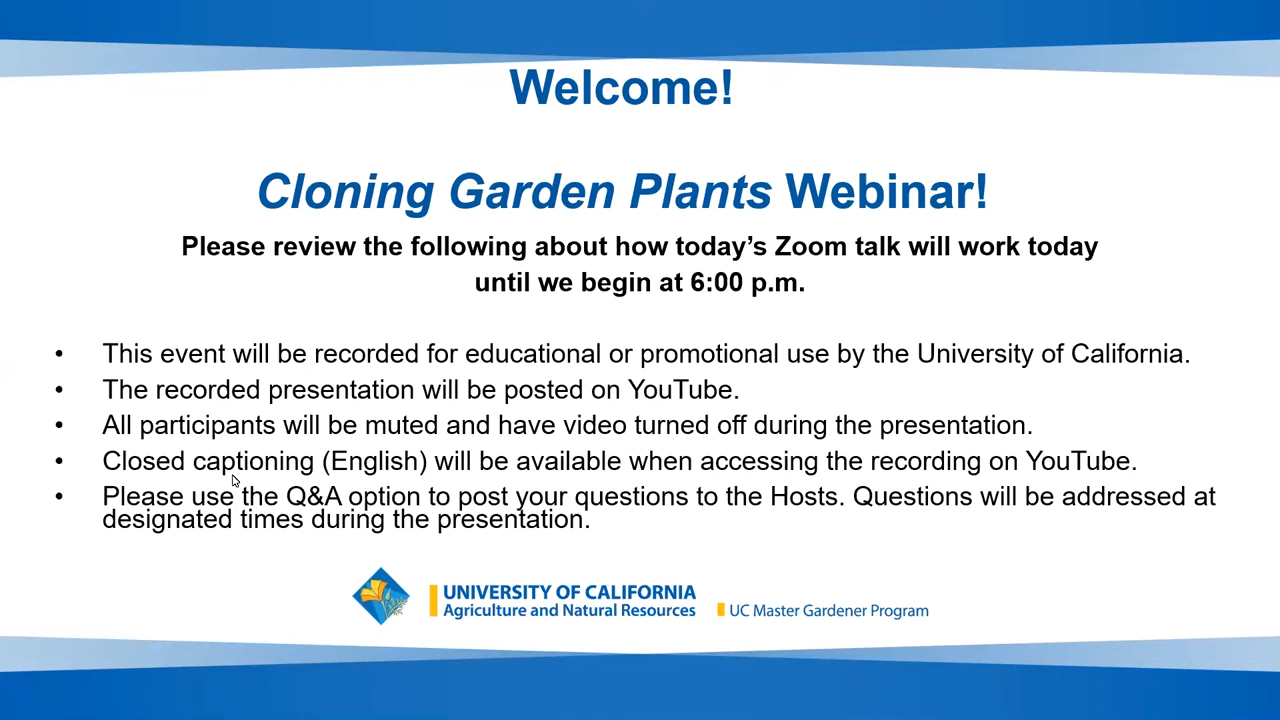 Welcome!
Cloning Garden Plants Webinar!
Please review the following about how today’s Zoom talk will work today
until we begin at 6:00 p.m.
• This event will be recorded for educational or promotional use by the University of California.
• The recorded presentation will be posted on YouTube.
• All participants will be muted and have video turned off during the presentation.
• Closed captioning (English) will be available when accessing the recording on YouTube.
• Please use the Q&A option to post your questions to the Hosts. Questions will be addressed at
designated times during the presentation.
UNIVERSITY OF CALIFORNIA
Agriculture and Natural Resources
UC Master Gardener Program